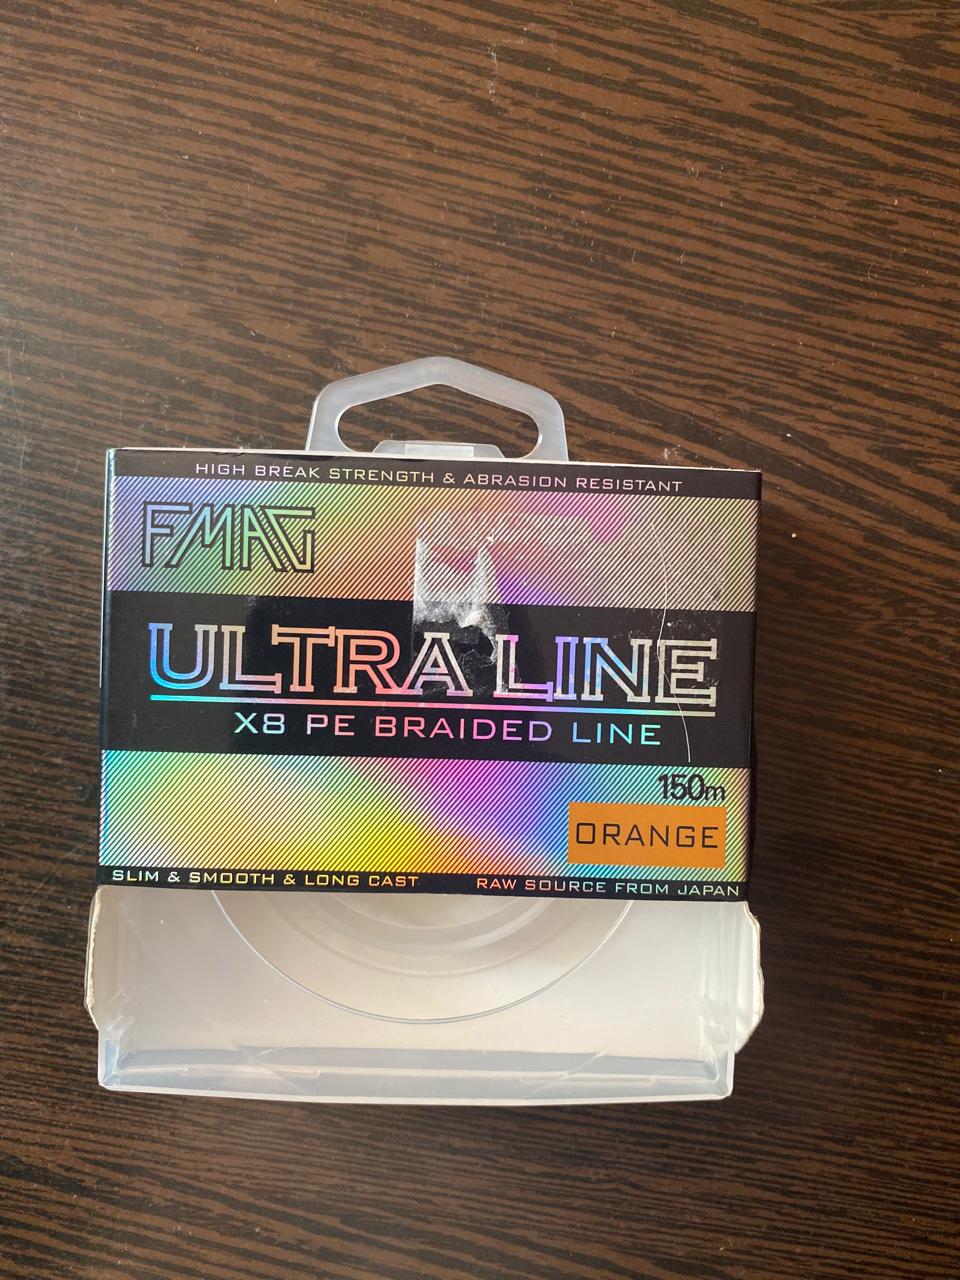 HIGH BREAK STRENGTH & ABRASION RESISTANT
FMAG
ULTRA LINE
X8 PE BRAIDED LINE
150m
ORANGE
SLIM & SMOOTH & LONG CAST
RAW SOURCE FROM JAPAN